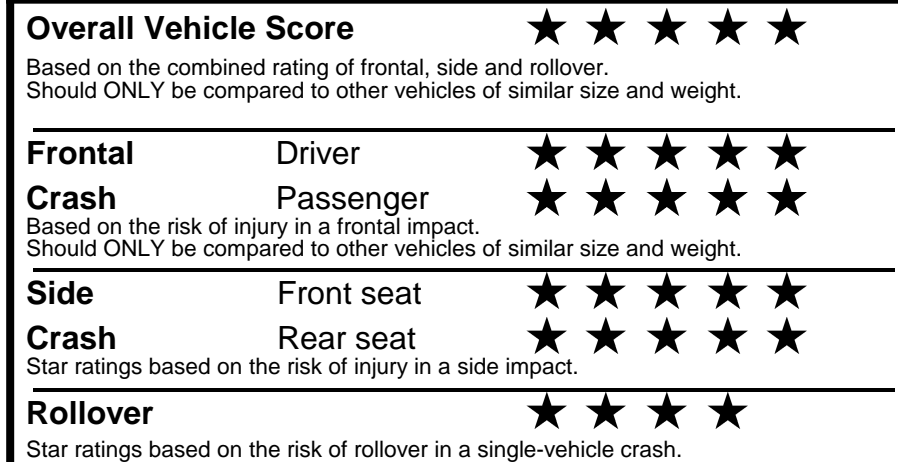 Overall Vehicle Score ★ ★ ★ ★ ★
Based on the combined rating of frontal, side and rollover.
Should ONLY be compared to other vehicles of similar size and weight.
Frontal Driver ★ ★ ★ ★ ★
Crash Passenger ★ ★ ★ ★ ★
Based on the risk of injury in a frontal impact.
Should ONLY be compared to other vehicles of similar size and weight.
Side Front seat ★ ★ ★ ★ ★
Crash Rear seat ★ ★ ★ ★ ★
Star ratings based on the risk of injury in a side impact.
Rollover ★ ★ ★ ★
Star ratings based on the risk of rollover in a single-vehicle crash.